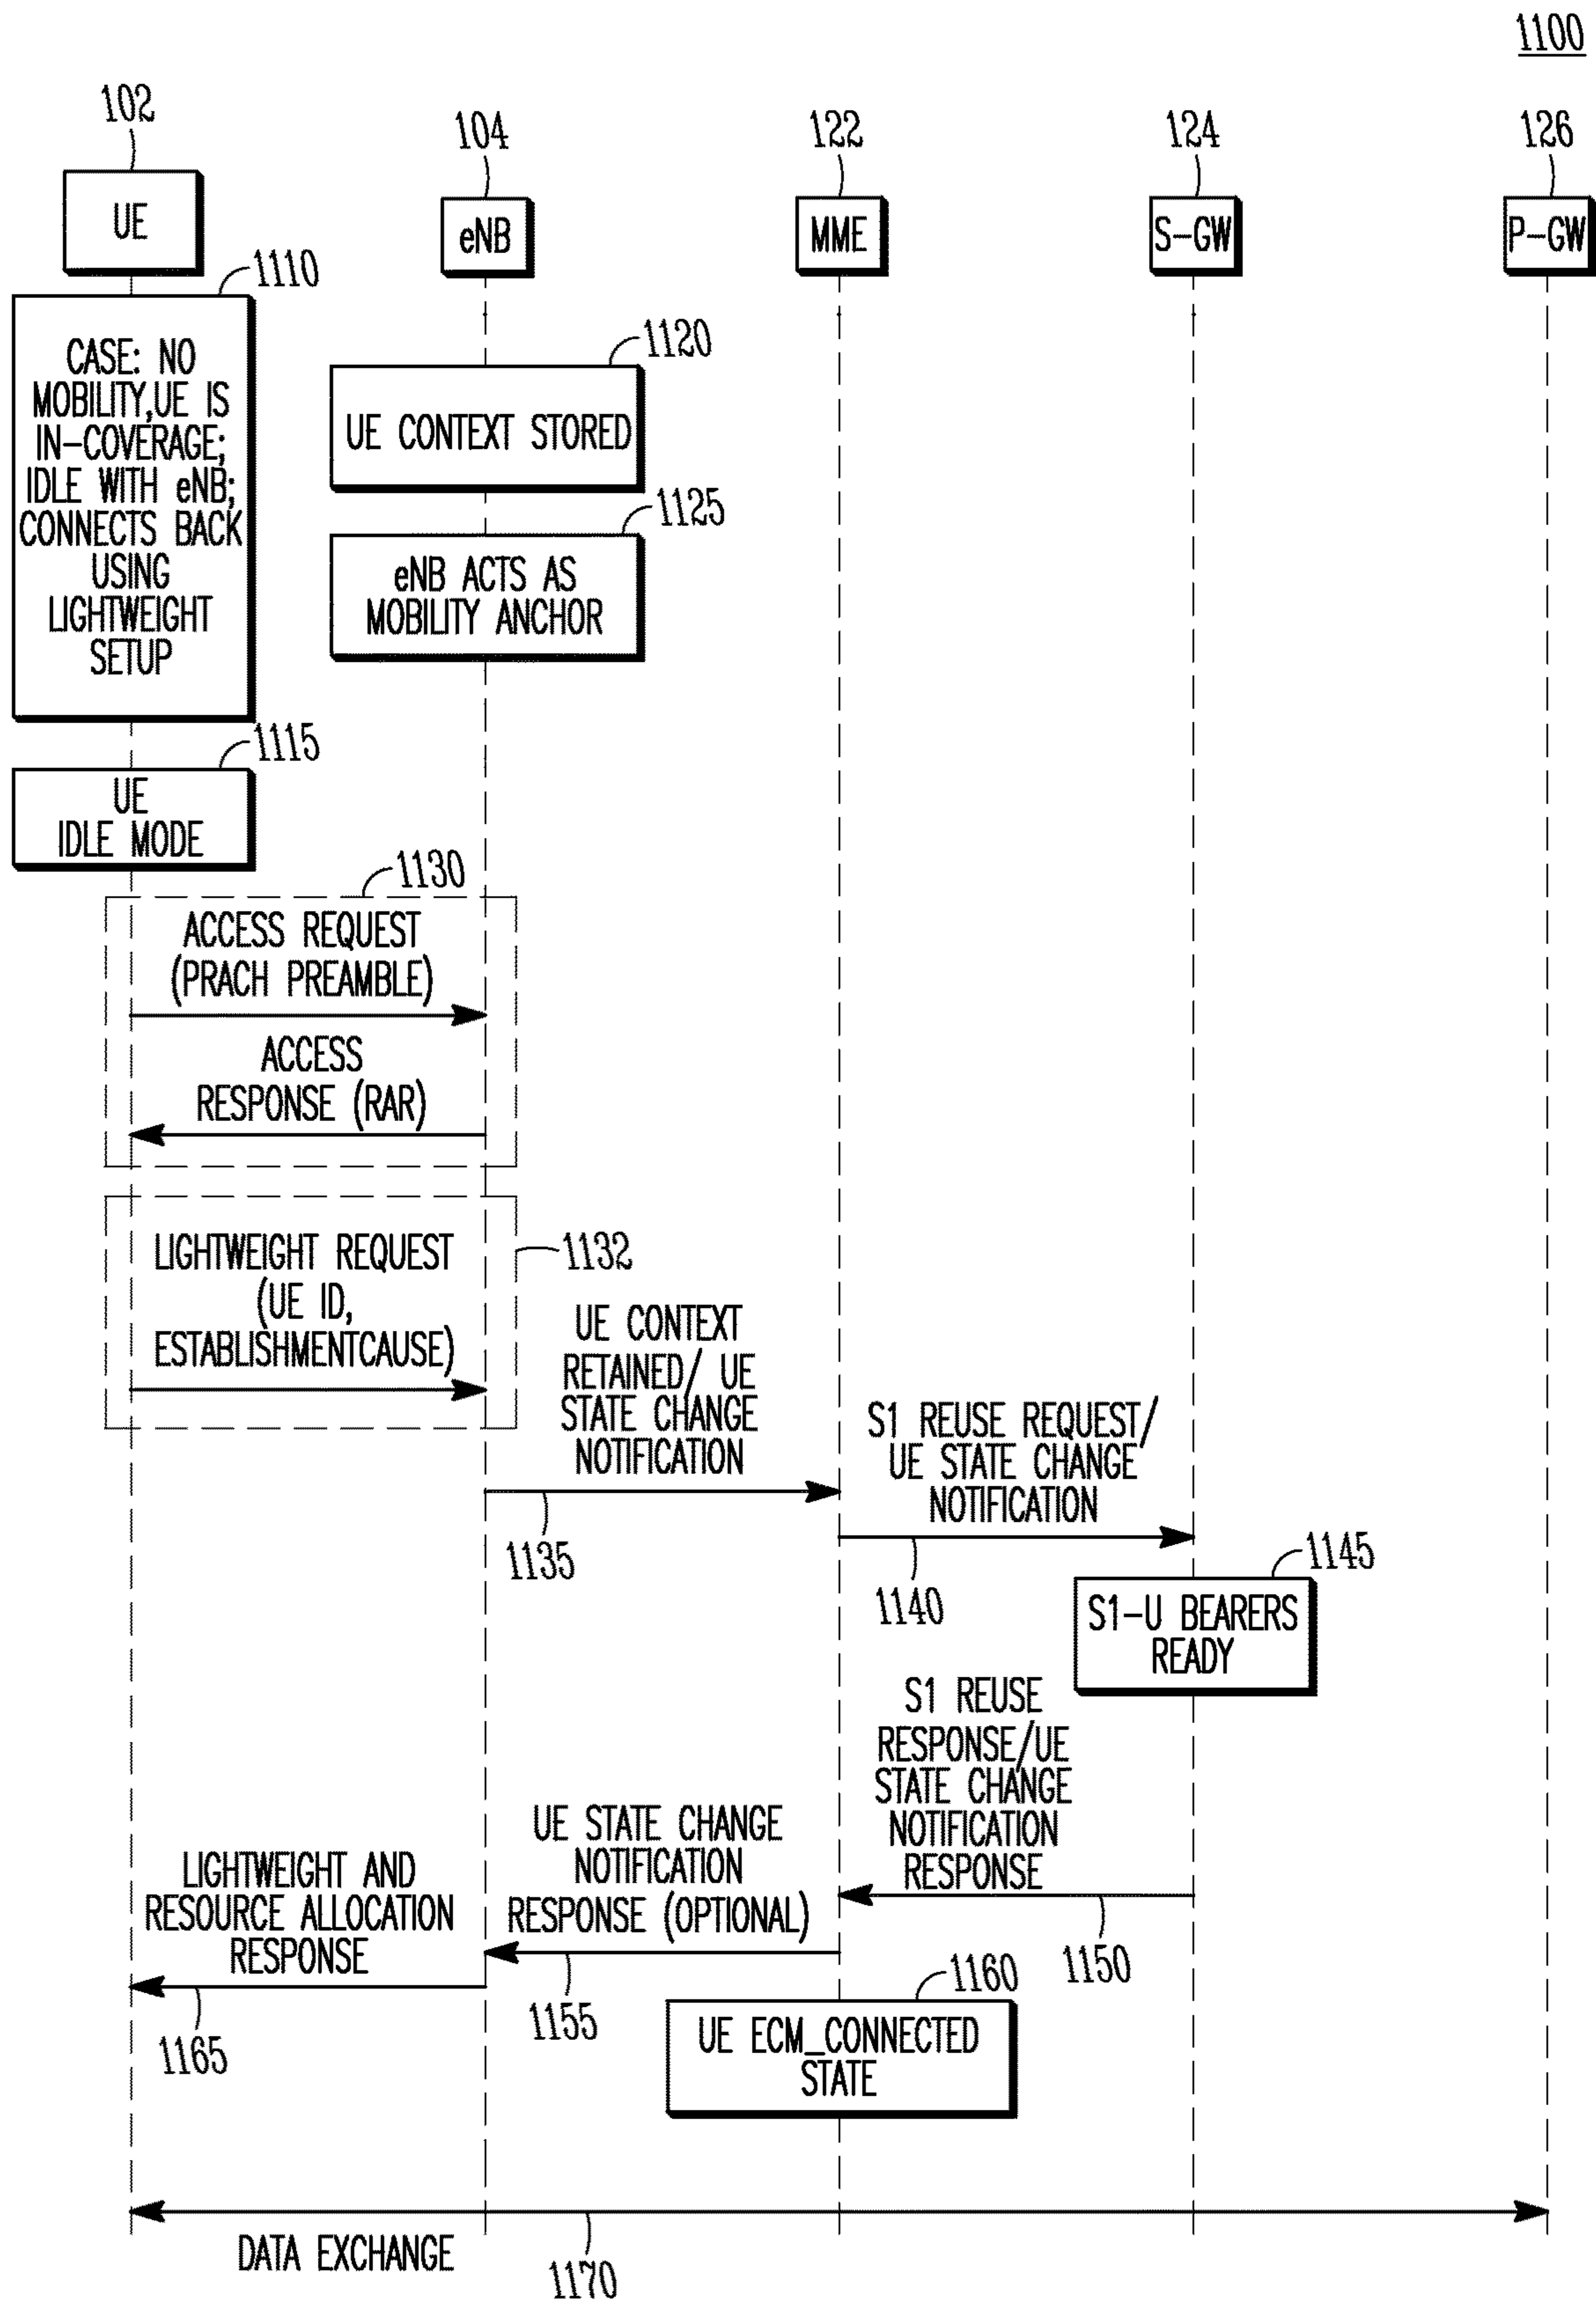 1100
102
104
122
124
126
UE
eNB
MME
S-GW
P-GW
1110
CASE: NO
MOBILITY,UE IS
IN-COVERAGE;
IDLE WITH eNB;
CONNECTS BACK
USING
LIGHTWEIGHT
SETUP
1120
UE CONTEXT STORED
1125
eNB ACTS AS
MOBILITY ANCHOR
1115
UE
IDLE MODE
1130
ACCESS REQUEST
(PRACH PREAMBLE)
ACCESS
RESPONSE (RAR)
1132
LIGHTWEIGHT REQUEST
(UE ID,
ESTABLISHMENTCAUSE)
UE CONTEXT
RETAINED/ UE
STATE CHANGE
NOTIFICATION
1135
S1 REUSE REQUEST/
UE STATE CHANGE
NOTIFICATION
1140
1145
S1-U BEARERS
READY
S1 REUSE
RESPONSE/UE
STATE CHANGE
NOTIFICATION
RESPONSE
1150
UE STATE CHANGE
NOTIFICATION
RESPONSE (OPTIONAL)
1155
1160
UE ECM_CONNECTED
STATE
LIGHTWEIGHT AND
RESOURCE ALLOCATION
RESPONSE
1165
DATA EXCHANGE
1170